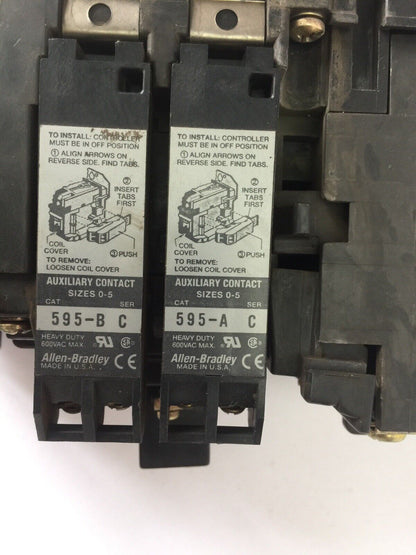 TO INSTALL: CONTROLLER
MUST BE IN OFF POSITION
① ALIGN ARROWS ON
REVERSE SIDE. FIND TABS.
②
INSERT
TABS
FIRST
COIL
COVER
③ PUSH
TO REMOVE:
LOOSEN COIL COVER
AUXILIARY CONTACT
SIZES 0-5
CAT SER
595-B C
HEAVY DUTY
600VAC MAX.
Allen-Bradley
MADE IN U.S.A.
TO INSTALL: CONTROLLER
MUST BE IN OFF POSITION
① ALIGN ARROWS ON
REVERSE SIDE. FIND TABS.
②
INSERT
TABS
FIRST
COIL
COVER
③ PUSH
TO REMOVE:
LOOSEN COIL COVER
AUXILIARY CONTACT
SIZES 0-5
CAT SER
595-A C
HEAVY DUTY
600VAC MAX.
Allen-Bradley
MADE IN U.S.A.